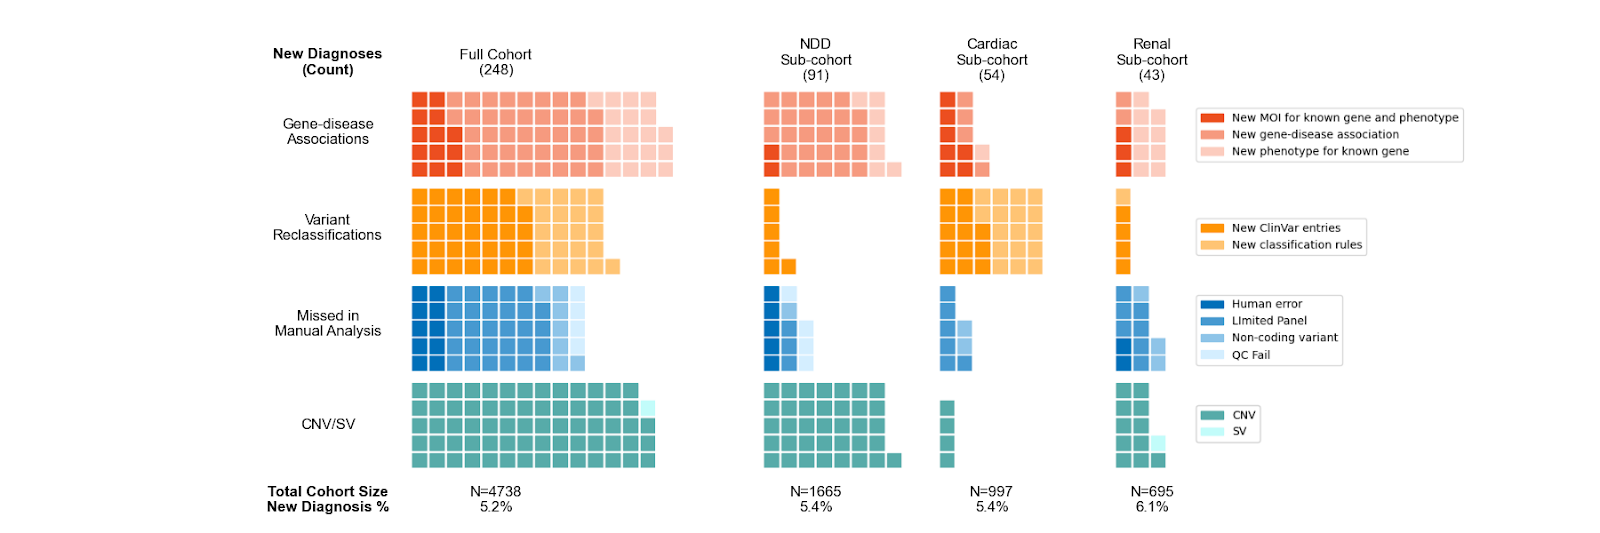 New Diagnoses
(Count)
Full Cohort
(248)
NDD
Sub-cohort
(91)
Cardiac
Sub-cohort
(54)
Renal
Sub-cohort
(43)
Gene-disease
Associations
New MOI for known gene and phenotype
New gene-disease association
New phenotype for known gene
Variant
Reclassifications
New ClinVar entries
New classification rules
Missed in
Manual Analysis
Human error
LImited Panel
Non-coding variant
QC Fail
CNV/SV
CNV
SV
Total Cohort Size
New Diagnosis %
N=4738
5.2%
N=1665
5.4%
N=997
5.4%
N=695
6.1%